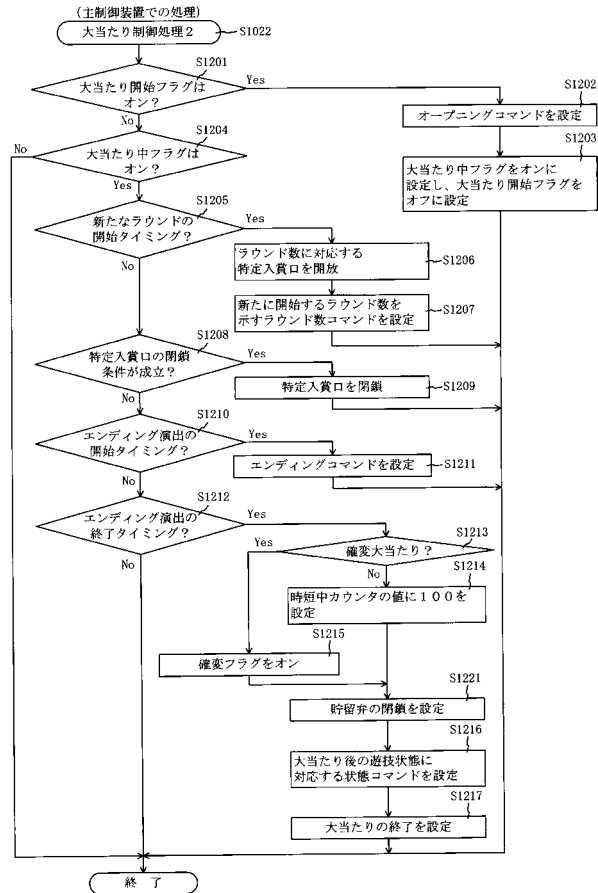 (主制御装置での処理)
大当たり制御処理2
S1022
S1201
大当たり開始フラグは
オン?
Yes
No
S1202
オープニングコマンドを設定
S1203
大当たり中フラグをオンに
設定し、大当たり開始フラグを
オフに設定
S1204
No
大当たり中フラグは
オン?
Yes
S1205
新たなラウンドの
開始タイミング?
Yes
No
ラウンド数に対応する
特定入賞口を開放
S1206
新たに開始するラウンド数を
示すラウンド数コマンドを設定
S1207
S1208
特定入賞口の閉鎖
条件が成立?
Yes
No
特定入賞口を閉鎖
S1209
S1210
エンディング演出の
開始タイミング?
Yes
No
エンディングコマンドを設定
S1211
S1212
エンディング演出の
終了タイミング?
Yes
No
S1213
確変大当たり?
Yes
No
S1214
時短中カウンタの値に100を
設定
S1215
確変フラグをオン
S1221
貯留弁の閉鎖を設定
S1216
大当たり後の遊技状態に
対応する状態コマンドを設定
S1217
大当たりの終了を設定
終 了